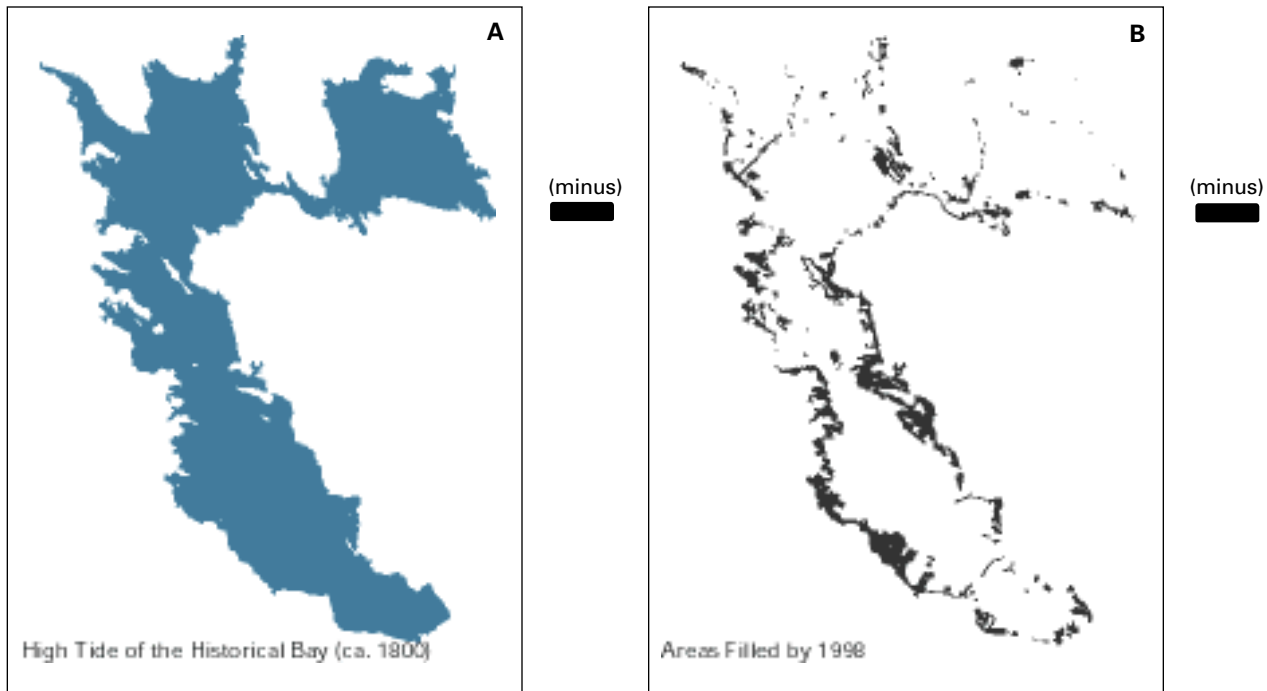 A
High Tide of the Historical Bay (ca. 1800)
(minus)
B
Areas Filled by 1998
(minus)